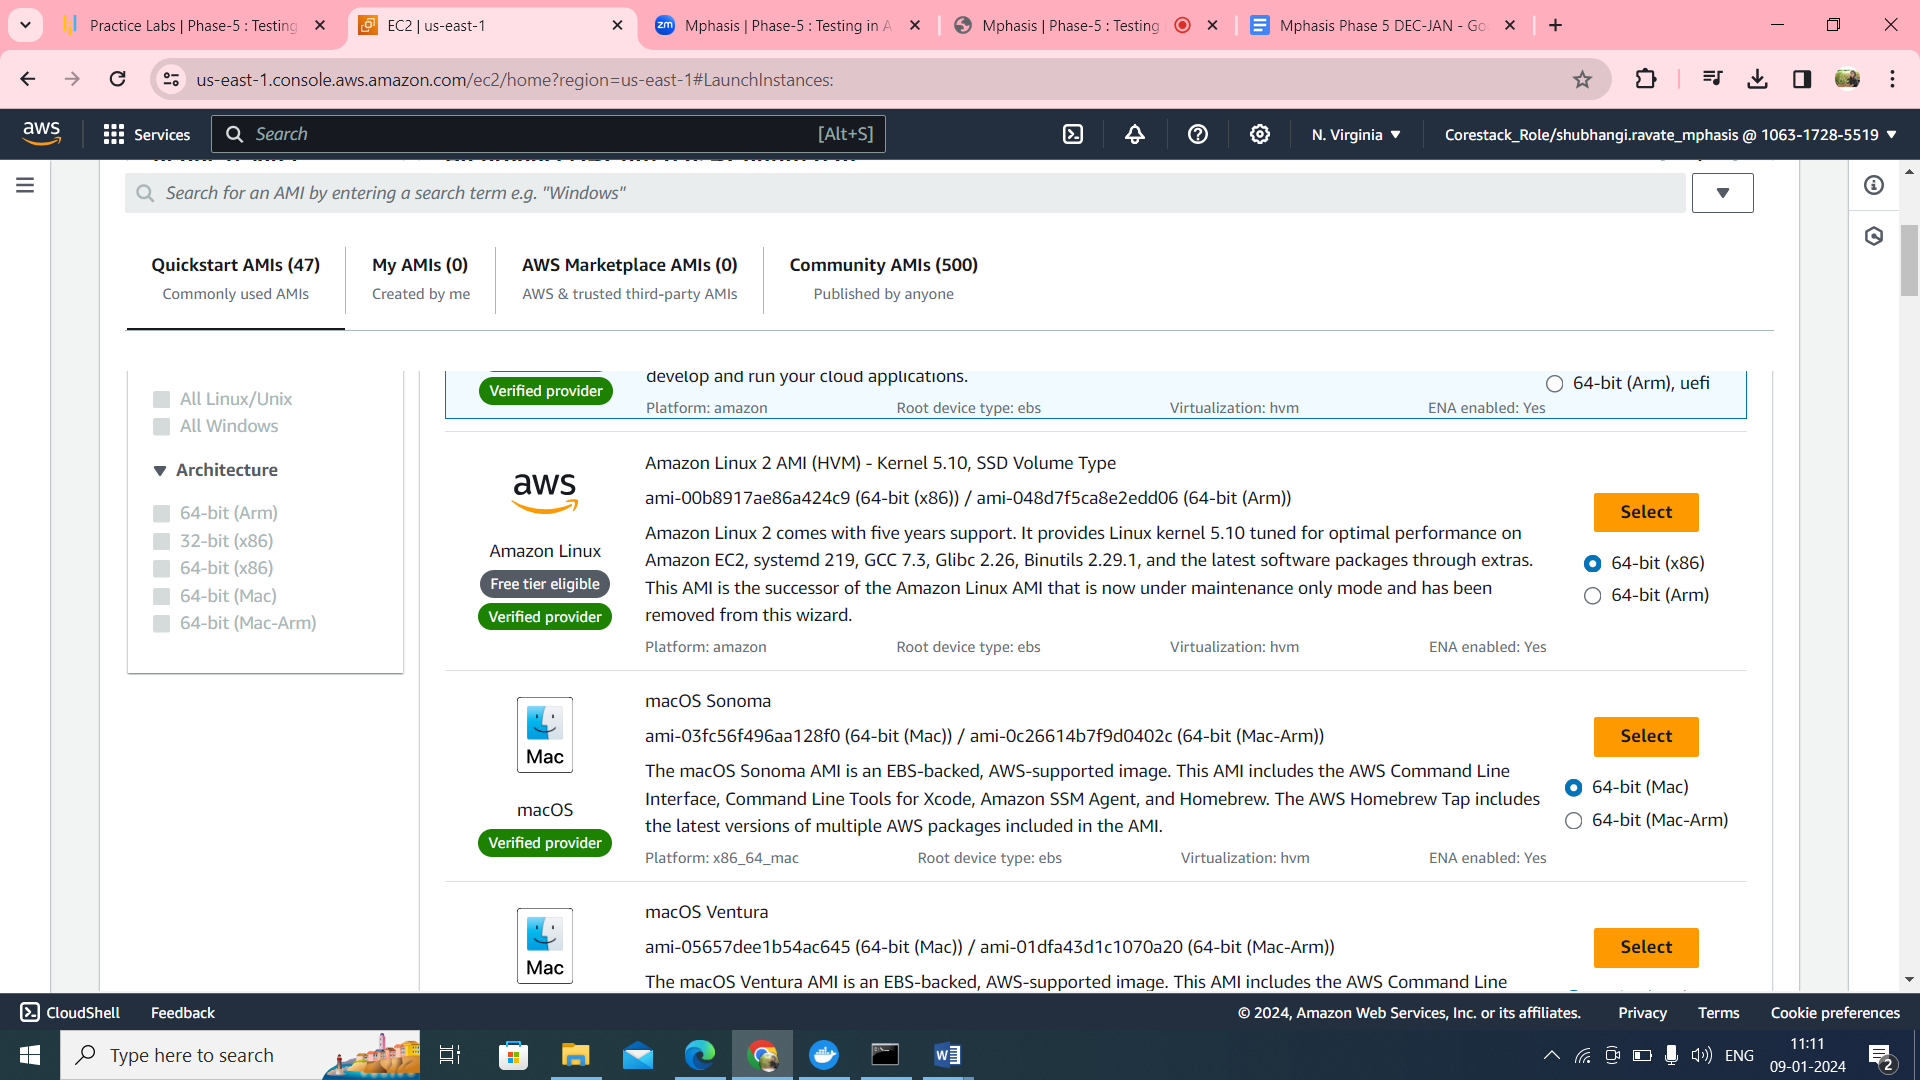 Practice Labs | Phase-5 : Testing
EC2 | us-east-1
zm
Mphasis | Phase-5 : Testing in A
Mphasis | Phase-5 : Testing
Mphasis Phase 5 DEC-JAN - Go
us-east-1.console.aws.amazon.com/ec2/home?region=us-east-1#LaunchInstances:
aws
Services
Search
[Alt+S]
N. Virginia
Corestack_Role/shubhangi.ravate_mphasis @ 1063-1728-5519
Search for an AMI by entering a search term e.g. "Windows"
Quickstart AMIs (47)
Commonly used AMIs
My AMIs (0)
Created by me
AWS Marketplace AMIs (0)
AWS & trusted third-party AMIs
Community AMIs (500)
Published by anyone
All Linux/Unix
All Windows
Architecture
64-bit (Arm)
32-bit (x86)
64-bit (x86)
64-bit (Mac)
64-bit (Mac-Arm)
Verified provider
develop and run your cloud applications.
Platform: amazon
Root device type: ebs
Virtualization: hvm
ENA enabled: Yes
64-bit (Arm), uefi
aws
Amazon Linux
Free tier eligible
Verified provider
Amazon Linux 2 AMI (HVM) - Kernel 5.10, SSD Volume Type
ami-00b8917ae86a424c9 (64-bit (x86)) / ami-048d7f5ca8e2edd06 (64-bit (Arm))
Amazon Linux 2 comes with five years support. It provides Linux kernel 5.10 tuned for optimal performance on
Amazon EC2, systemd 219, GCC 7.3, Glibc 2.26, Binutils 2.29.1, and the latest software packages through extras.
This AMI is the successor of the Amazon Linux AMI that is now under maintenance only mode and has been
removed from this wizard.
Platform: amazon
Root device type: ebs
Virtualization: hvm
ENA enabled: Yes
Select
64-bit (x86)
64-bit (Arm)
Mac
macOS
Verified provider
macOS Sonoma
ami-03fc56f496aa128f0 (64-bit (Mac)) / ami-0c26614b7f9d0402c (64-bit (Mac-Arm))
The macOS Sonoma AMI is an EBS-backed, AWS-supported image. This AMI includes the AWS Command Line
Interface, Command Line Tools for Xcode, Amazon SSM Agent, and Homebrew. The AWS Homebrew Tap includes
the latest versions of multiple AWS packages included in the AMI.
Platform: x86_64_mac
Root device type: ebs
Virtualization: hvm
ENA enabled: Yes
Select
64-bit (Mac)
64-bit (Mac-Arm)
Mac
macOS Ventura
ami-05657dee1b54ac645 (64-bit (Mac)) / ami-01dfa43d1c1070a20 (64-bit (Mac-Arm))
The macOS Ventura AMI is an EBS-backed, AWS-supported image. This AMI includes the AWS Command Line
Select
CloudShell
Feedback
© 2024, Amazon Web Services, Inc. or its affiliates.
Privacy
Terms
Cookie preferences
Type here to search
ENG
11:11
09-01-2024
2